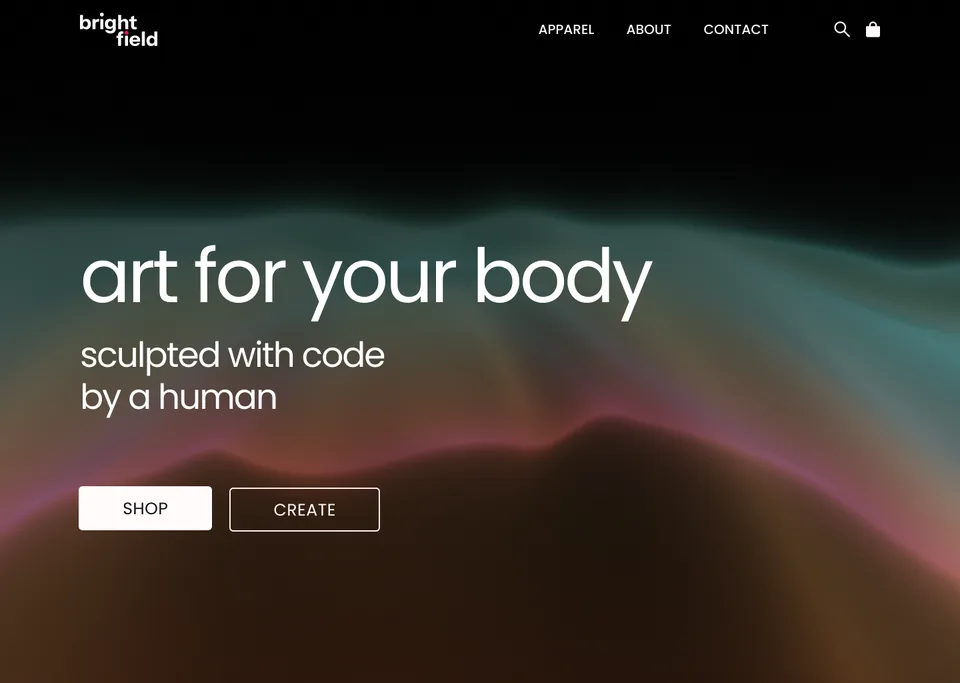 bright
field
APPAREL
ABOUT
CONTACT
art for your body
sculpted with code
by a human
SHOP
CREATE